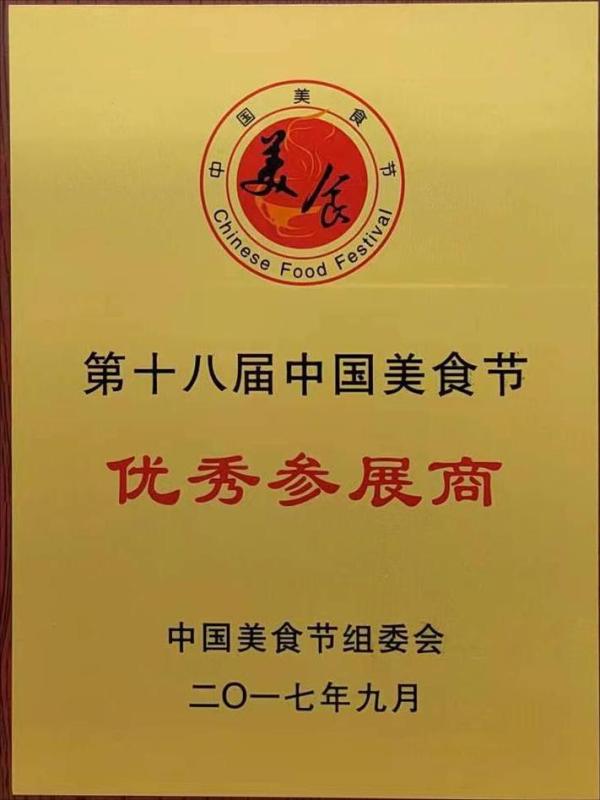 中国美食节
美食
Chinese Food Festival
第十八届中国美食节
优秀参展商
中国美食节组委会
二〇一七年九月